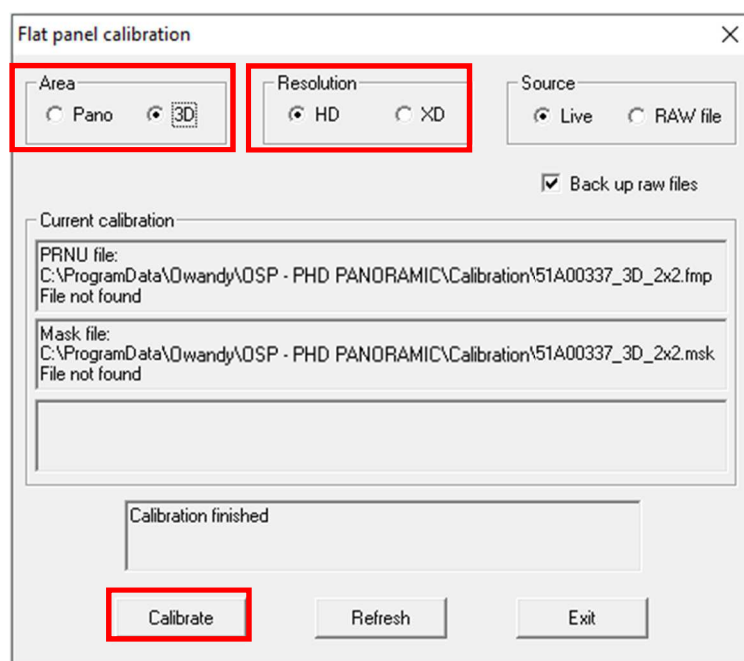 Flat panel calibration
Area
Pano
3D
Resolution
HD
XD
Source
Live
RAW file
Back up raw files
Current calibration
PRNU file:
C:\ProgramData\Owandy\OSP - PHD PANORAMIC\Calibration\51A00337_3D_2x2.fmp
File not found
Mask file:
C:\ProgramData\Owandy\OSP - PHD PANORAMIC\Calibration\51A00337_3D_2x2.msk
File not found
Calibration finished
Calibrate
Refresh
Exit